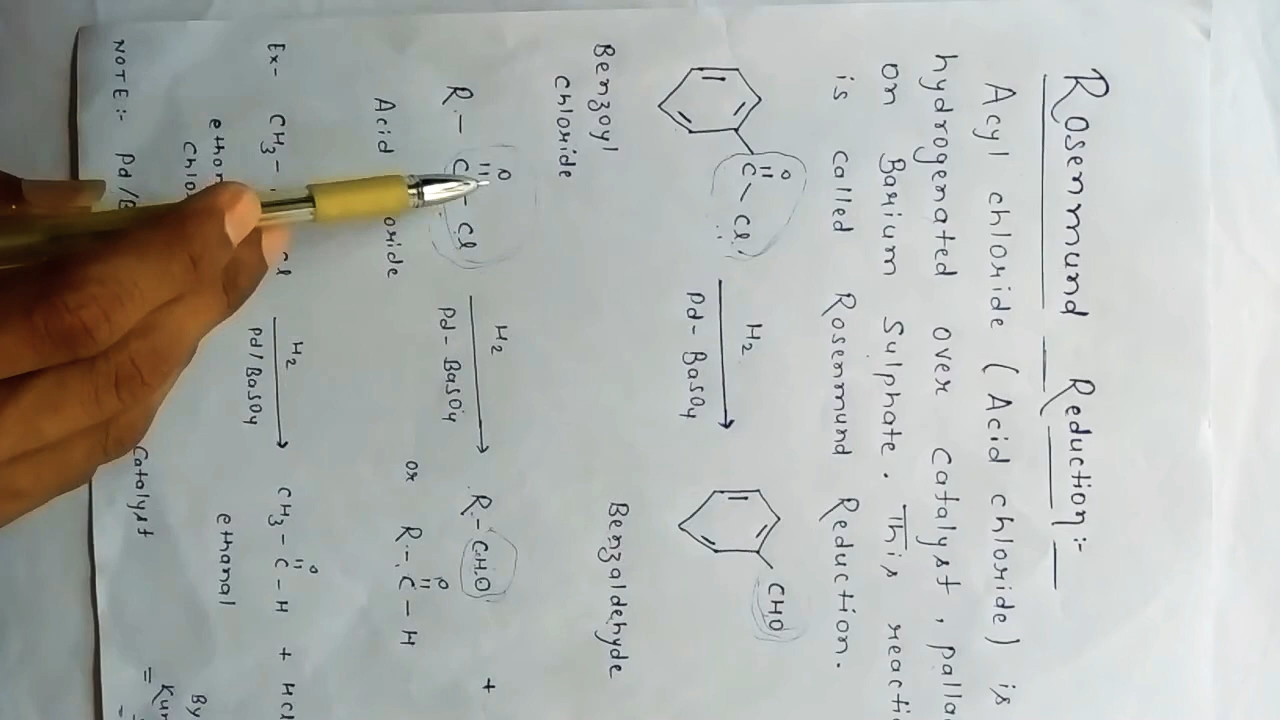 Rosenmund Reduction:-
Acyl chloride (Acid chloride) is
hydrogenated over catalyst, palla
on Barium Sulphate. This reacti
is called Rosenmund Reduction.
O
C - Cl
H2
Pd- BaSO4
CHO
Benzoyl
chloride
Benzaldehyde
O
R - C - Cl
H2
Pd- BaSO4
R - CHO +
Acid oride
or R - C - H
O
Ex- CH3 -
H2
Pd/BaSO4
CH3 - C - H + HCl
O
ethanal
NOTE:- Pd/B
Catalyst
By
Kum